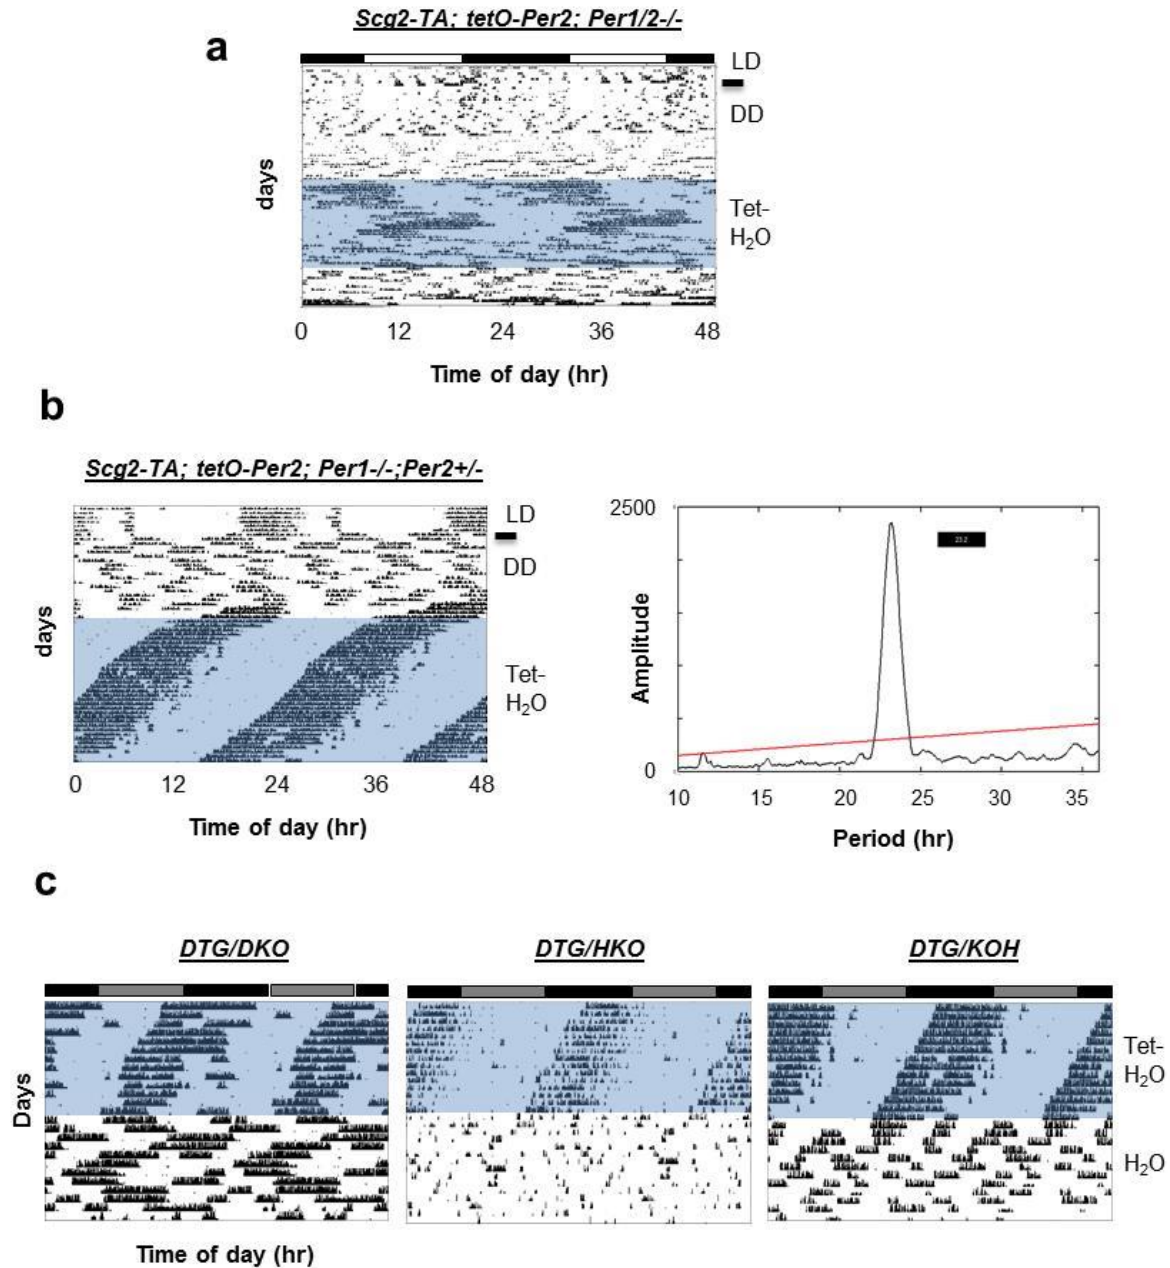 Scg2-TA; tetO-Per2; Per1/2-/-
a
LD
DD
days
Tet-
H₂O
0 12 24 36 48
Time of day (hr)
b
Scg2-TA; tetO-Per2; Per1-/-;Per2+/-
LD
DD
days
Tet-
H₂O
0 12 24 36 48
Time of day (hr)
2500
23.2
Amplitude
0
10 15 20 25 30 35
Period (hr)
c
DTG/DKO DTG/HKO DTG/KOH
Days
Tet-
H₂O
H₂O
Time of day (hr)